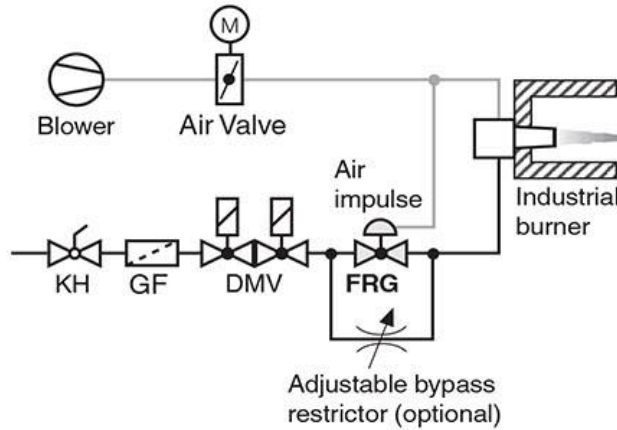 M
Blower
Air Valve
Air
impulse
Industrial
burner
KH
GF
DMV
FRG
Adjustable bypass
restrictor (optional)